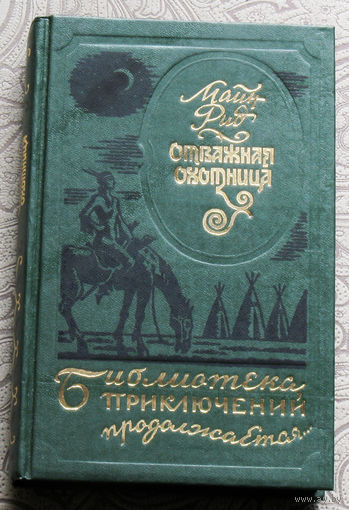 Майн
Рид
ОТВАЖНАЯ
ОХОТНИЦА
Библиотека
ПРИКЛЮЧЕНИЙ
продолжается...